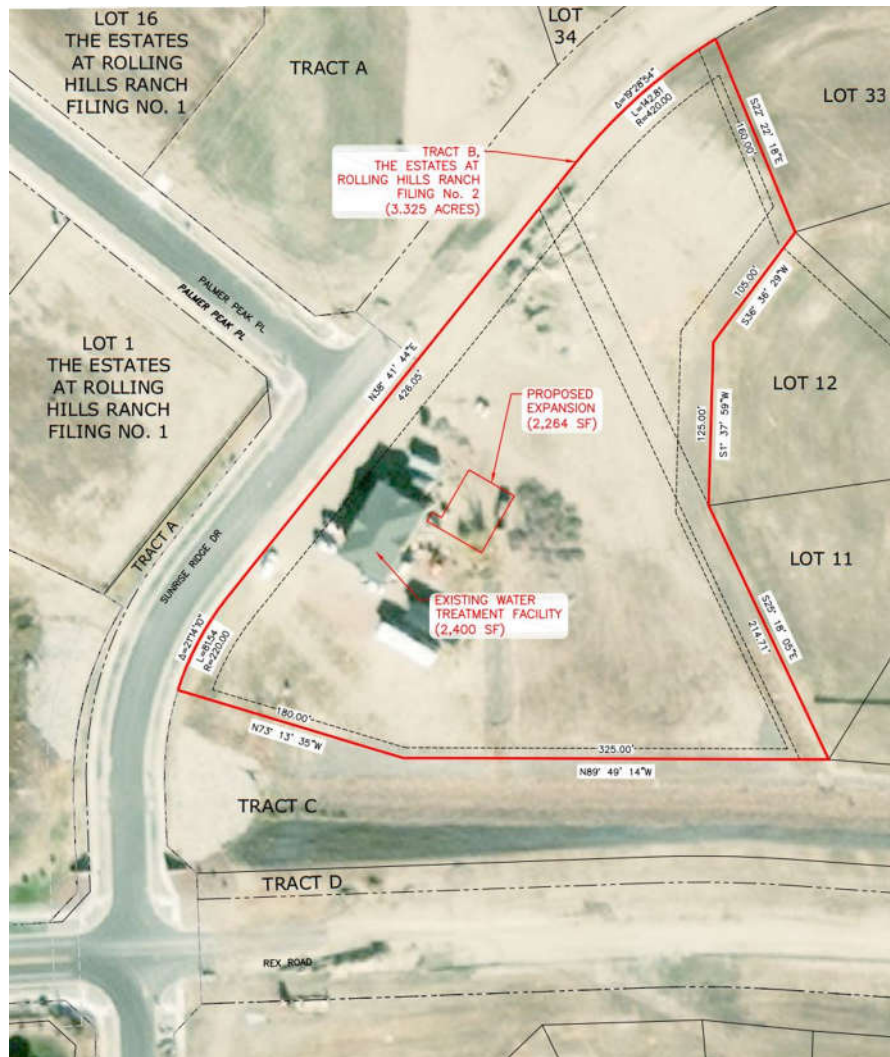 LOT 16
THE ESTATES
AT ROLLING
HILLS RANCH
FILING NO. 1
TRACT A
LOT
34
LOT 33
Δ=19°28'54"
L=142.81
R=420.00
S22° 22' 18"E
160.00'
TRACT B,
THE ESTATES AT
ROLLING HILLS RANCH
FILING No. 2
(3.325 ACRES)
105.00'
S36° 36' 29"W
PALMER PEAK PL
PALMER PEAK PL
LOT 1
THE ESTATES
AT ROLLING
HILLS RANCH
FILING NO. 1
N38° 41' 44"E
426.05'
PROPOSED
EXPANSION
(2,264 SF)
LOT 12
125.00'
S1° 37' 59"W
TRACT A
SUNRISE RIDGE DR
LOT 11
EXISTING WATER
TREATMENT FACILITY
(2,400 SF)
S25° 18' 05"E
214.71'
Δ=21°14'10"
L=81.54
R=220.00
180.00'
N73° 13' 35"W
325.00'
N89° 49' 14"W
TRACT C
TRACT D
REX ROAD